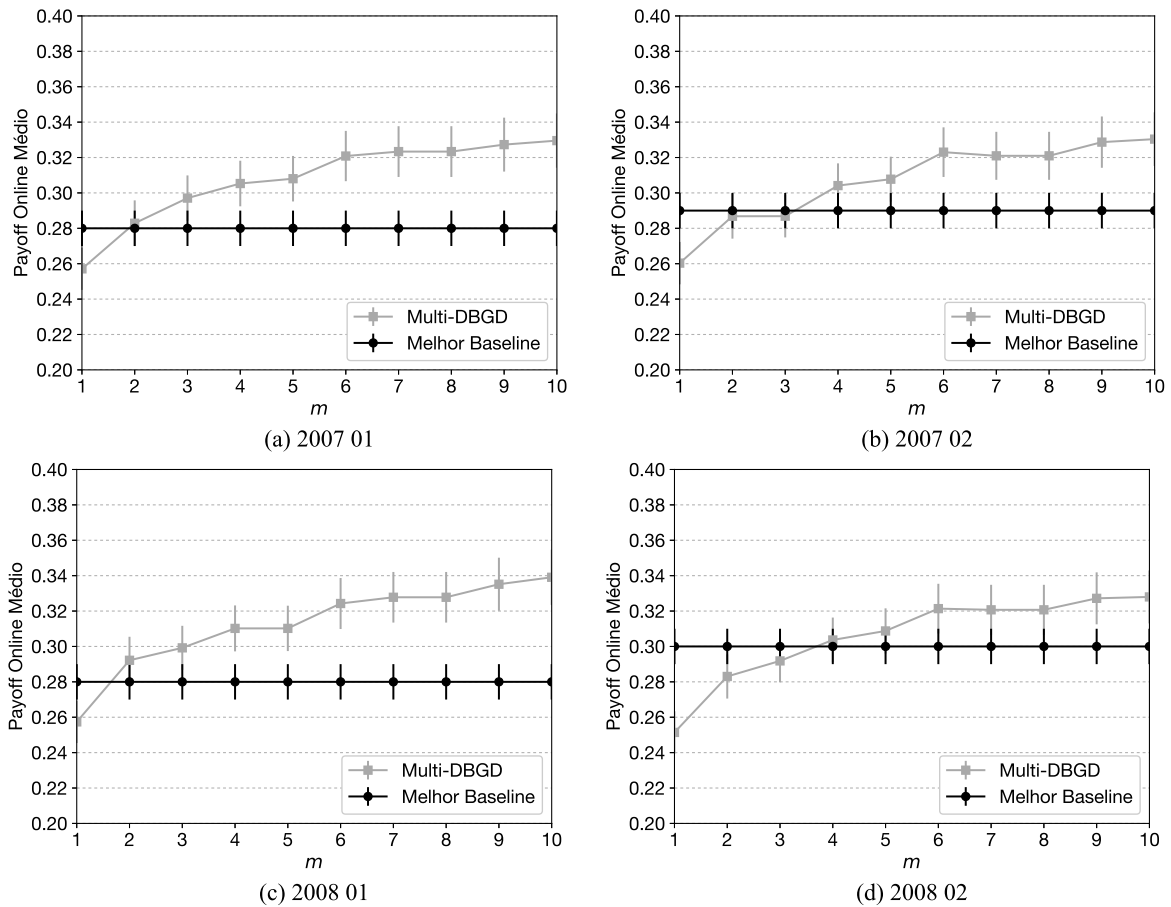 0.40
0.38
0.36
0.34
0.32
0.30
0.28
0.26
0.24
0.22
0.20
Payoff Online Médio
Multi-DBGD
Melhor Baseline
1 2 3 4 5 6 7 8 9 10
m
(a) 2007 01
0.40
0.38
0.36
0.34
0.32
0.30
0.28
0.26
0.24
0.22
0.20
Payoff Online Médio
Multi-DBGD
Melhor Baseline
1 2 3 4 5 6 7 8 9 10
m
(b) 2007 02
0.40
0.38
0.36
0.34
0.32
0.30
0.28
0.26
0.24
0.22
0.20
Payoff Online Médio
Multi-DBGD
Melhor Baseline
1 2 3 4 5 6 7 8 9 10
m
(c) 2008 01
0.40
0.38
0.36
0.34
0.32
0.30
0.28
0.26
0.24
0.22
0.20
Payoff Online Médio
Multi-DBGD
Melhor Baseline
1 2 3 4 5 6 7 8 9 10
m
(d) 2008 02